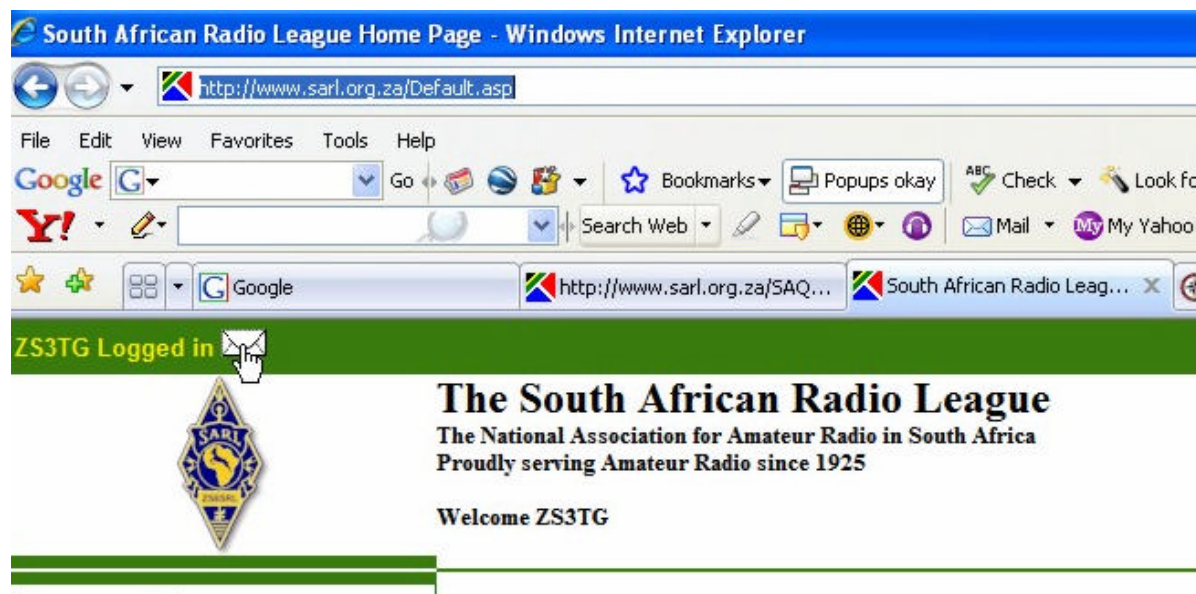 South African Radio League Home Page - Windows Internet Explorer
http://www.sarl.org.za/Default.asp
File Edit View Favorites Tools Help
Google G Go Bookmarks Popups okay ABC Check Look fo
Y! Search Web Mail My My Yahoo
G Google http://www.sarl.org.za/SAQ... South African Radio Leag... X
ZS3TG Logged in
SARL
The South African Radio League
The National Association for Amateur Radio in South Africa
Proudly serving Amateur Radio since 1925
Welcome ZS3TG